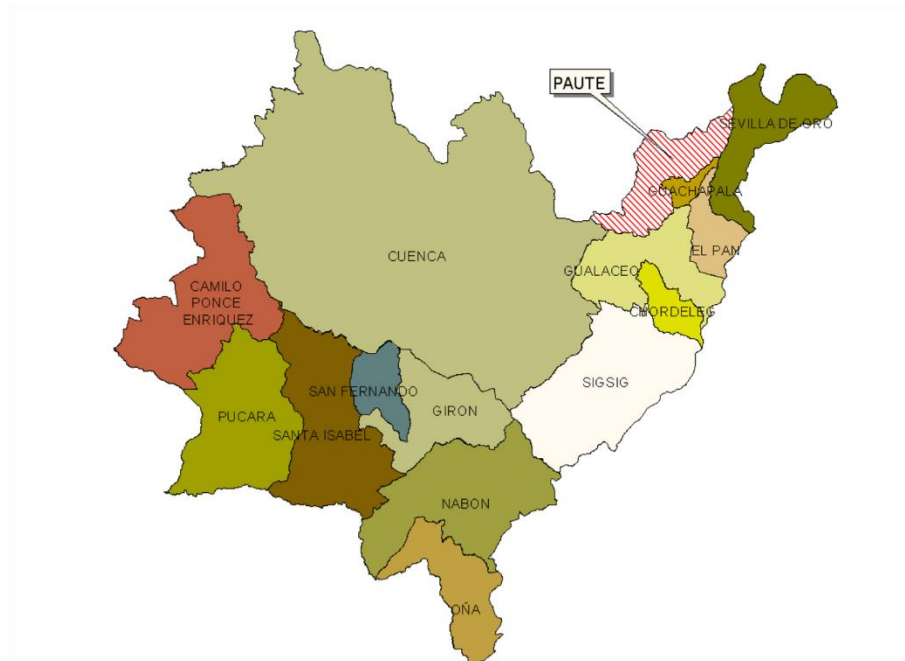 PAUTE
SEVILLA DE ORO
GUACHAPALA
EL PAN
CUENCA
GUALACEO
CAMILO
PONCE
ENRIQUEZ
CHORDELEG
SIGSIG
SAN FERNANDO
GIRON
PUCARA
SANTA ISABEL
NABON
OÑA